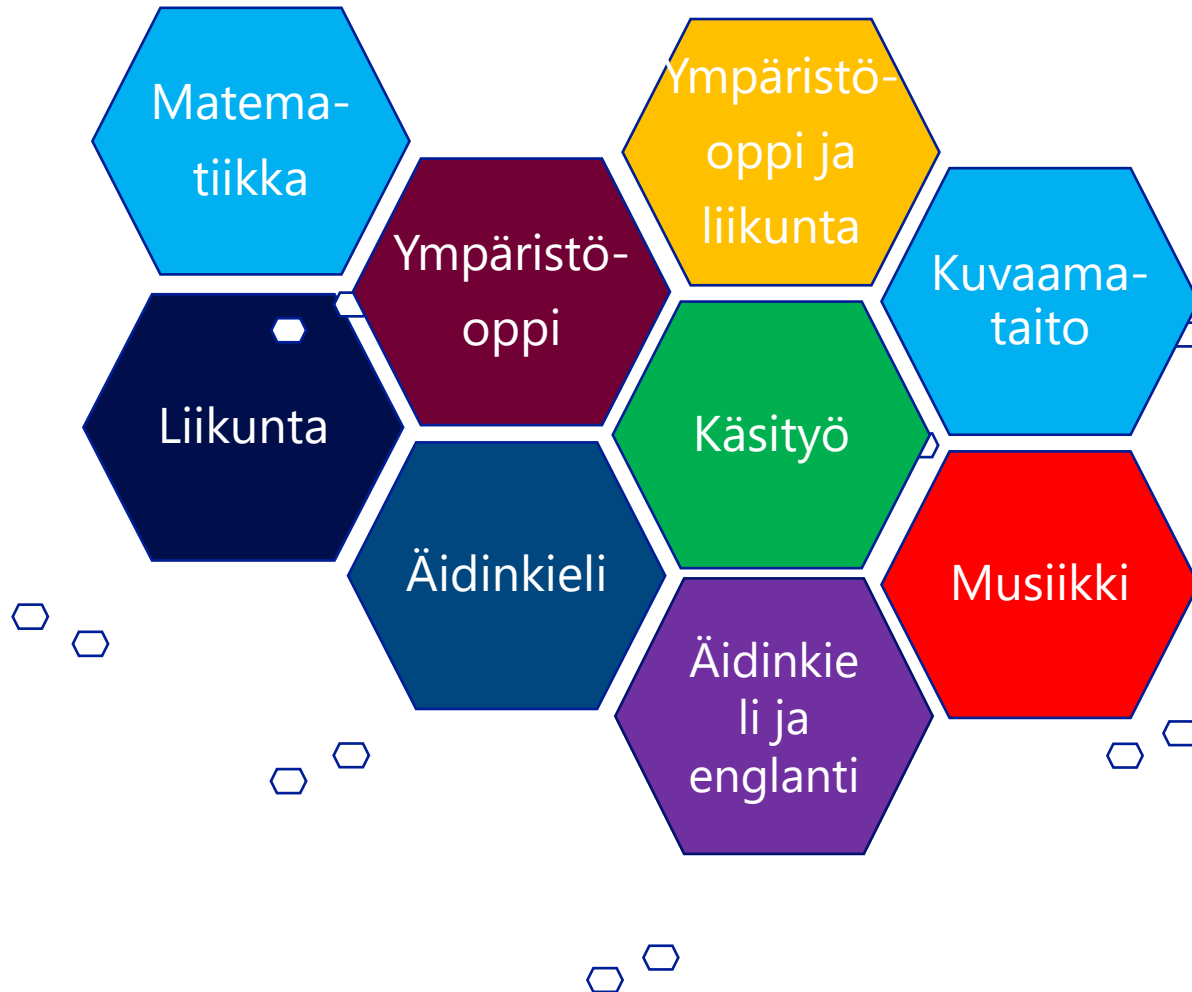 Matema-
tiikka
Ympäristö-
oppi ja
liikunta
Ympäristö-
oppi
Kuvaama-
taito
Liikunta
Käsityö
Äidinkieli
Musiikki
Äidinkie
li ja
englanti